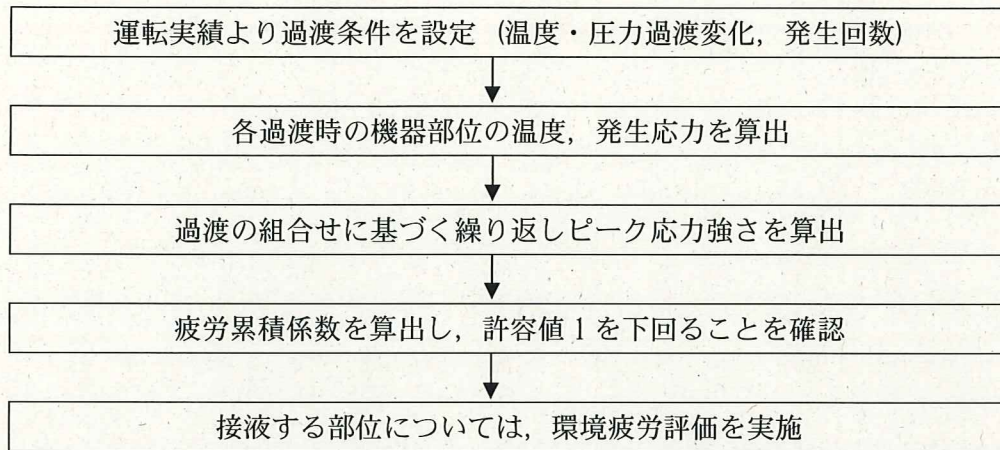 運転実績より過渡条件を設定（温度・圧力過渡変化，発生回数）
各過渡時の機器部位の温度，発生応力を算出
過渡の組合せに基づく繰り返しピーク応力強さを算出
疲労累積係数を算出し，許容値 1 を下回ることを確認
接液する部位については，環境疲労評価を実施